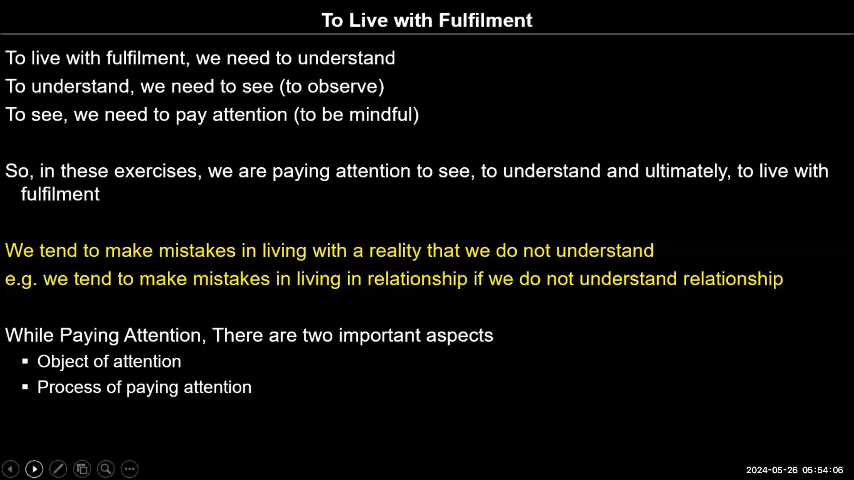 To Live with Fulfilment
To live with fulfilment, we need to understand
To understand, we need to see (to observe)
To see, we need to pay attention (to be mindful)
So, in these exercises, we are paying attention to see, to understand and ultimately, to live with
fulfilment
We tend to make mistakes in living with a reality that we do not understand
e.g. we tend to make mistakes in living in relationship if we do not understand relationship
While Paying Attention, There are two important aspects
▪ Object of attention
▪ Process of paying attention
2024-05-26 05:54:06